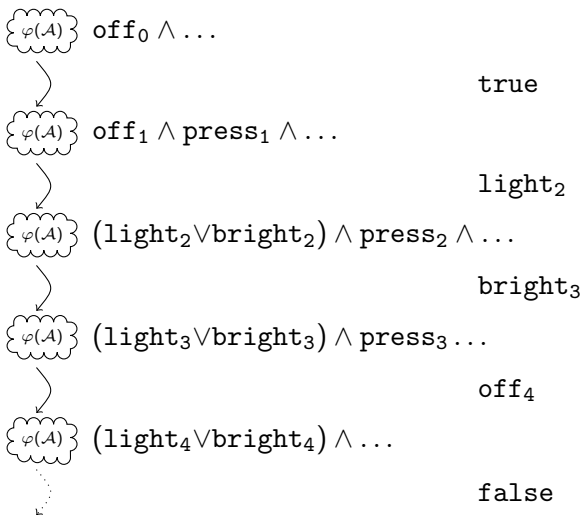 φ(𝒜) off₀ ∧ …
true
φ(𝒜) off₁ ∧ press₁ ∧ …
light₂
φ(𝒜) (light₂∨bright₂) ∧ press₂ ∧ …
bright₃
φ(𝒜) (light₃∨bright₃) ∧ press₃ …
off₄
φ(𝒜) (light₄∨bright₄) ∧ …
false